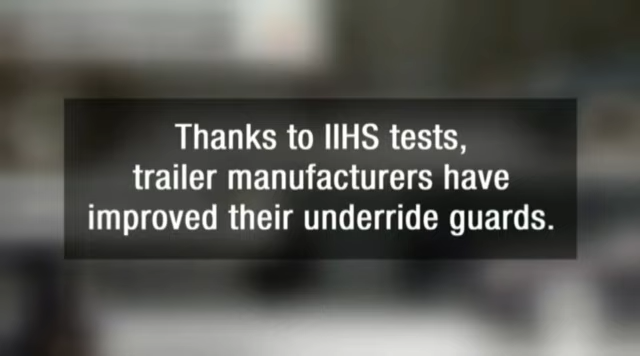 Thanks to IIHS tests,
trailer manufacturers have
improved their underride guards.